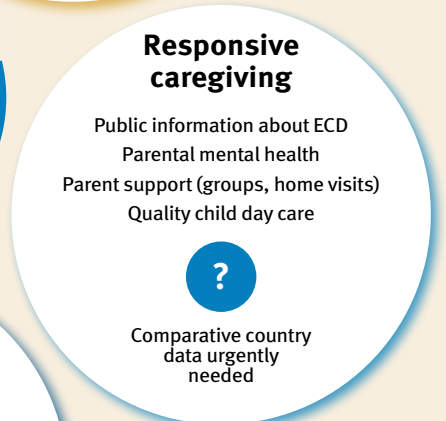 Responsive
caregiving
Public information about ECD
Parental mental health
Parent support (groups, home visits)
Quality child day care
?
Comparative country
data urgently
needed